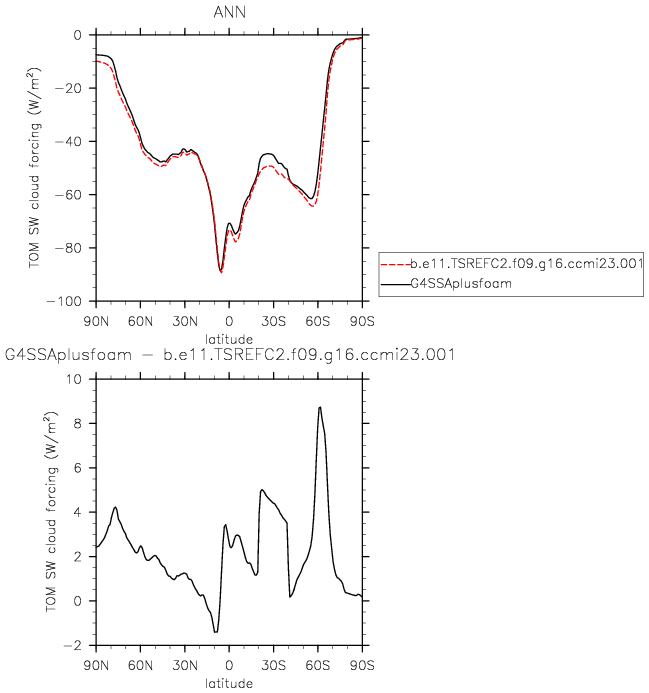 ANN
TOM SW cloud forcing (W/m²)
0
−20
−40
−60
−80
−100
90N 60N 30N 0 30S 60S 90S
latitude
b.e11.TSREFC2.f09.g16.ccmi23.001
G4SSAplusfoam
G4SSAplusfoam − b.e11.TSREFC2.f09.g16.ccmi23.001
TOM SW cloud forcing (W/m²)
10
8
6
4
2
0
−2
90N 60N 30N 0 30S 60S 90S
latitude